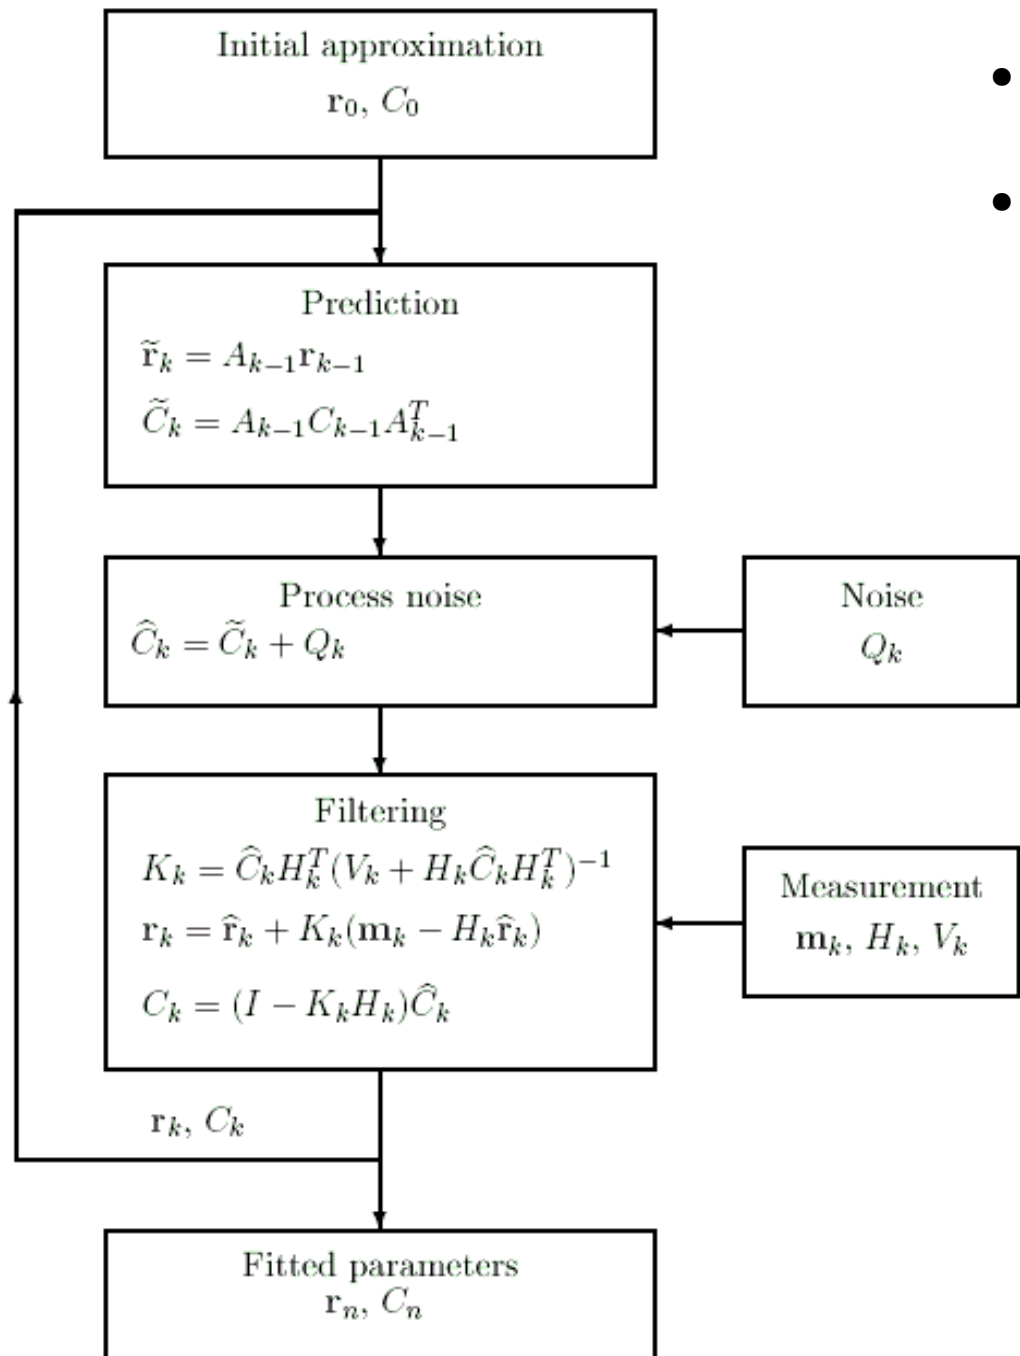 Initial approximation
r₀, C₀
Prediction
r̃ₖ = Aₖ₋₁rₖ₋₁
C̃ₖ = Aₖ₋₁Cₖ₋₁Aᵀₖ₋₁
Process noise
Ĉₖ = C̃ₖ + Qₖ
Noise
Qₖ
Filtering
Kₖ = ĈₖHₖᵀ(Vₖ + HₖĈₖHₖᵀ)⁻¹
rₖ = r̂ₖ + Kₖ(mₖ − Hₖr̂ₖ)
Cₖ = (I − KₖHₖ)Ĉₖ
Measurement
mₖ, Hₖ, Vₖ
rₖ, Cₖ
Fitted parameters
rₙ, Cₙ